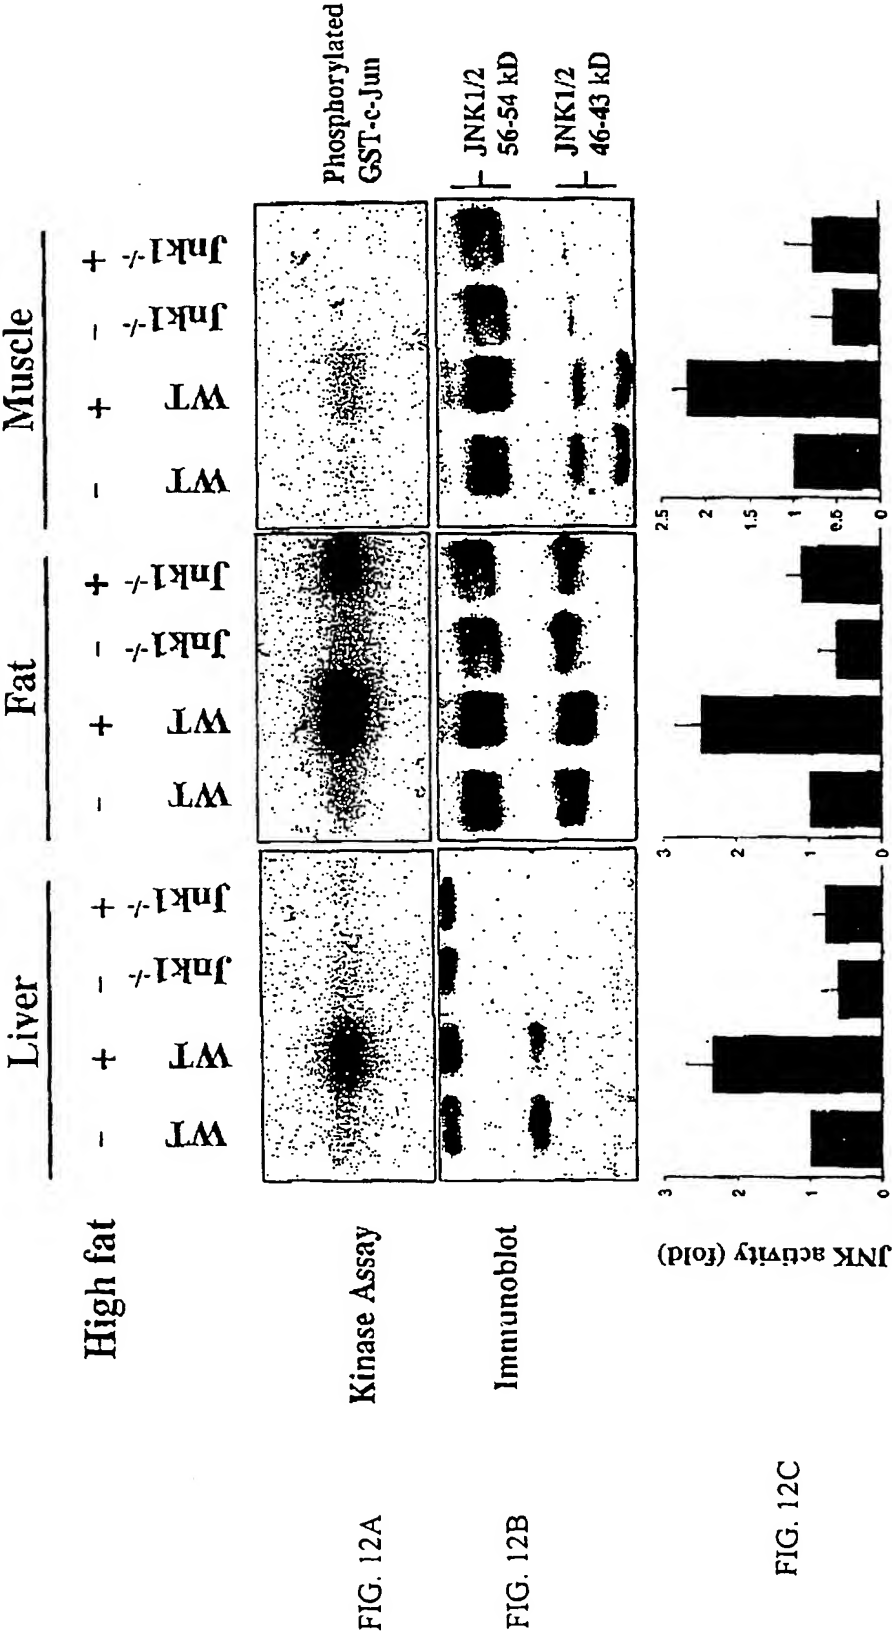 Liver Fat Muscle
High fat - + - + - + - + - + - +
WT WT Jnk1-/- Jnk1-/- WT WT Jnk1-/- Jnk1-/- WT WT Jnk1-/- Jnk1-/-
FIG. 12A
Kinase Assay
Phosphorylated
GST-c-Jun
FIG. 12B
Immunoblot
JNK1/2
56-54 kD
JNK1/2
46-43 kD
FIG. 12C
JNK activity (fold)
3
2
1
0
3
2
1
0
2.5
2
1.5
1
0.5
0